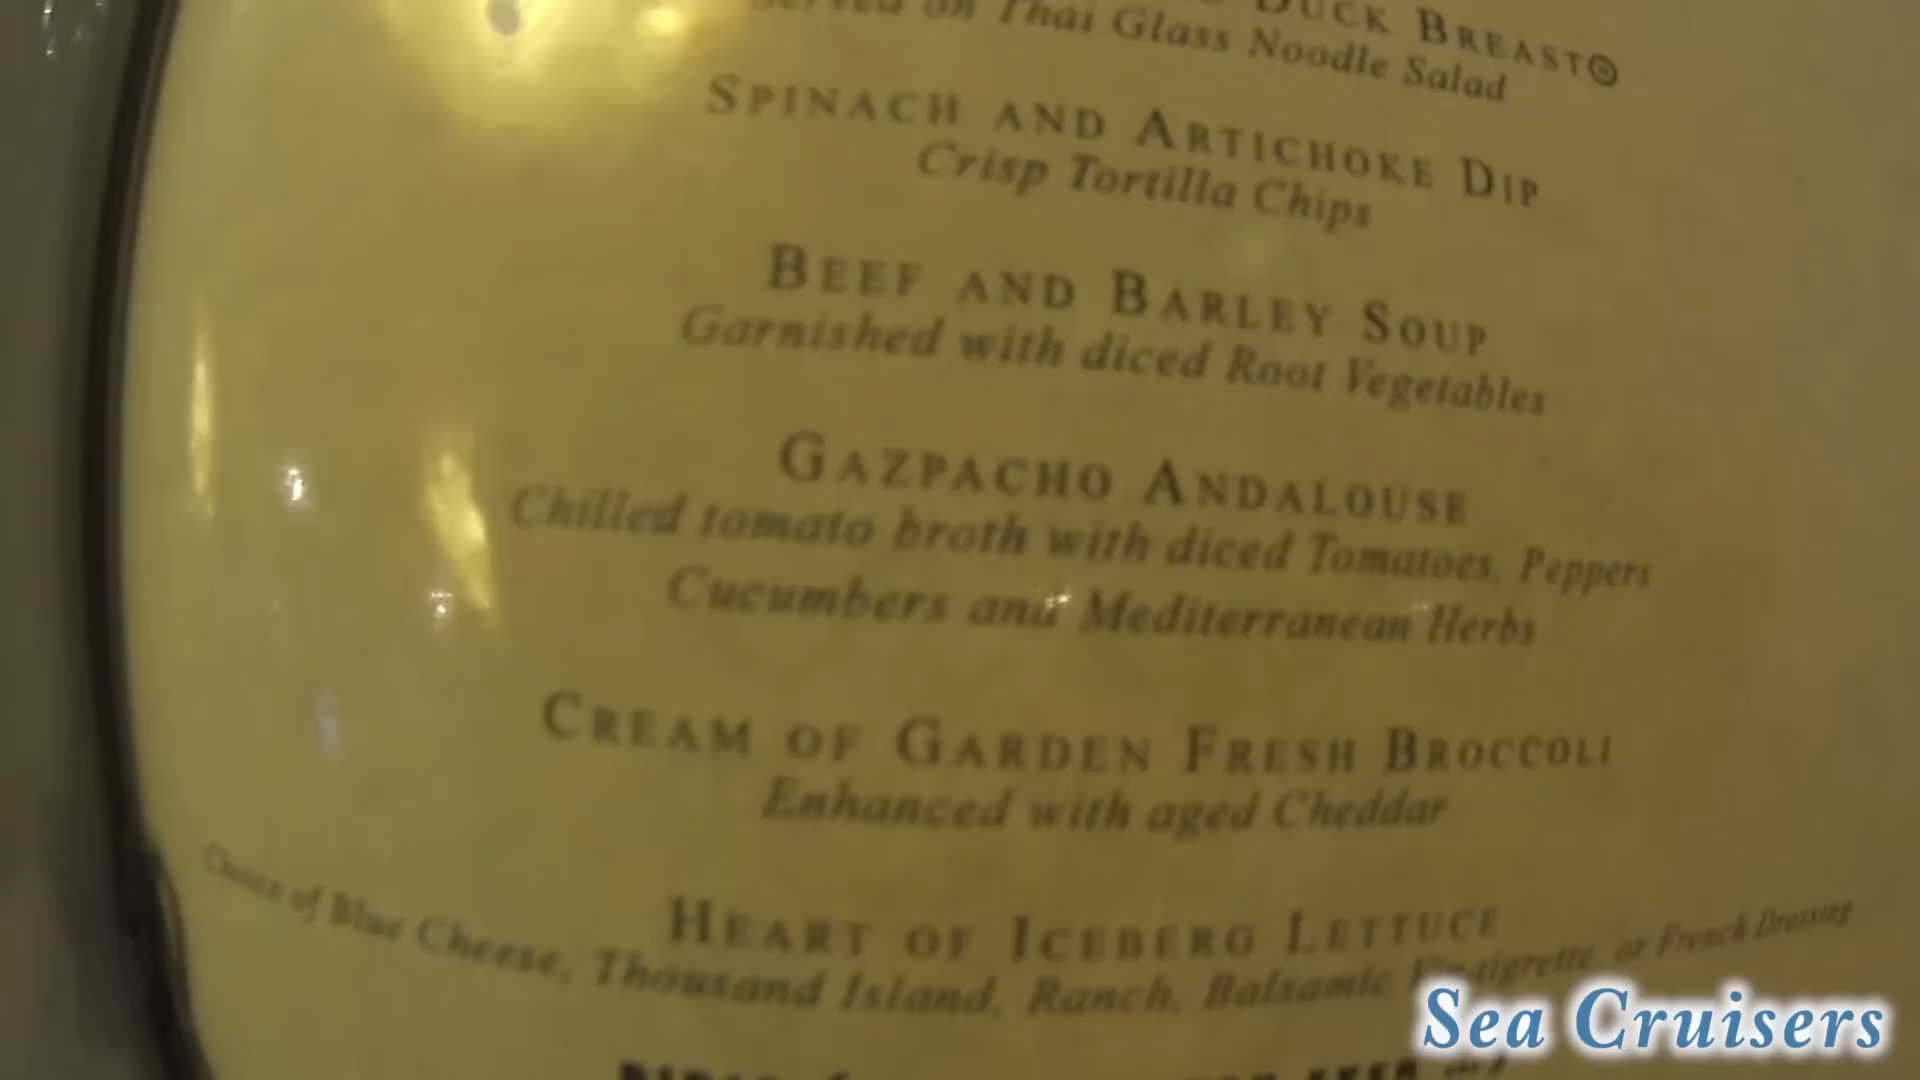 Duck Breast
Served on Thai Glass Noodle Salad
Spinach and Artichoke Dip
Crisp Tortilla Chips
Beef and Barley Soup
Garnished with diced Root Vegetables
Gazpacho Andalouse
Chilled tomato broth with diced Tomatoes, Peppers
Cucumbers and Mediterranean Herbs
Cream of Garden Fresh Broccoli
Enhanced with aged Cheddar
Heart of Iceberg Lettuce
Choice of Blue Cheese, Thousand Island, Ranch, Balsamic Vinaigrette, or French Dressing
Sea Cruisers